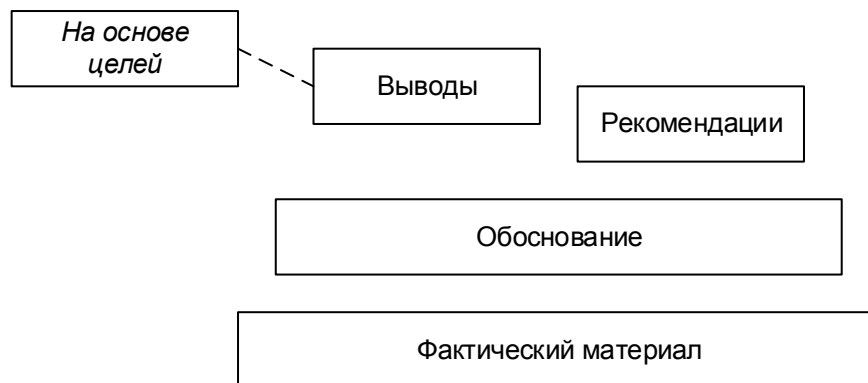 На основе
целей
Выводы
Рекомендации
Обоснование
Фактический материал